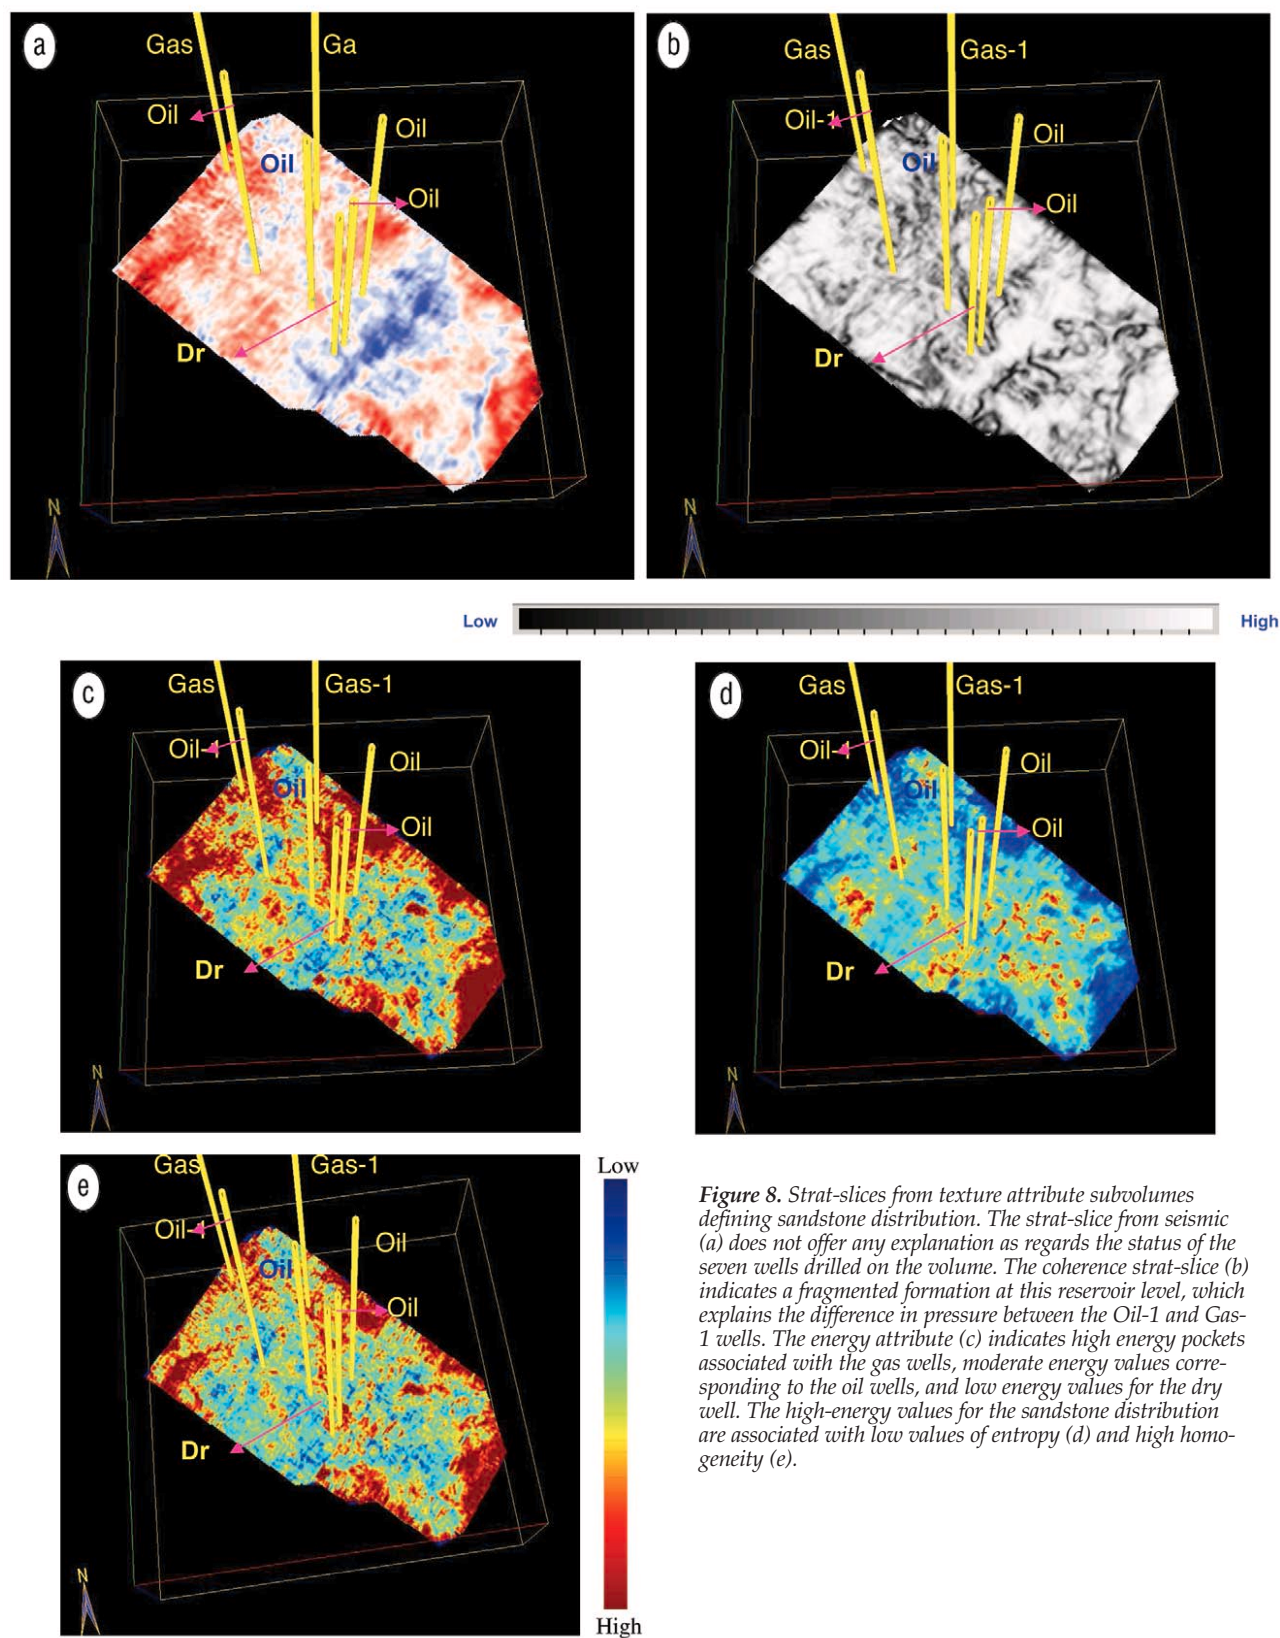 a
Gas
Ga
Oil
Oil
Oil
Oil
Dr
N
b
Gas
Gas-1
Oil-1
Oil
Oil
Oil
Dr
N
Low
High
c
Gas
Gas-1
Oil-1
Oil
Oil
Oil
Dr
N
d
Gas
Gas-1
Oil-1
Oil
Oil
Oil
Dr
N
e
Gas
Gas-1
Oil-1
Oil
Oil
Oil
Dr
N
Low
High
Figure 8. Strat-slices from texture attribute subvolumes
defining sandstone distribution. The strat-slice from seismic
(a) does not offer any explanation as regards the status of the
seven wells drilled on the volume. The coherence strat-slice (b)
indicates a fragmented formation at this reservoir level, which
explains the difference in pressure between the Oil-1 and Gas-
1 wells. The energy attribute (c) indicates high energy pockets
associated with the gas wells, moderate energy values corre-
sponding to the oil wells, and low energy values for the dry
well. The high-energy values for the sandstone distribution
are associated with low values of entropy (d) and high homo-
geneity (e).